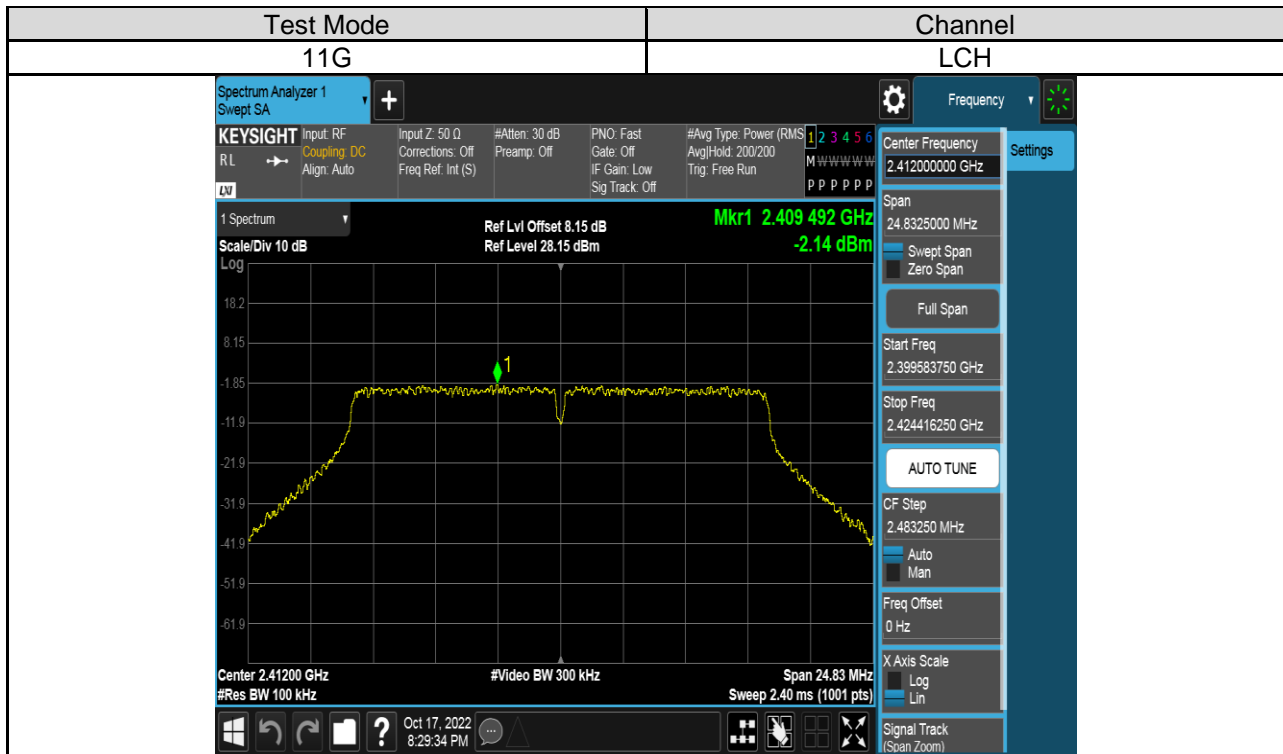 Test Mode Channel
11G LCH
Spectrum Analyzer 1
Swept SA
+
Frequency
KEYSIGHT
RL
LXI
Input: RF
Coupling: DC
Align: Auto
Input Z: 50 Ω
Corrections: Off
Freq Ref: Int (S)
#Atten: 30 dB
Preamp: Off
PNO: Fast
Gate: Off
IF Gain: Low
Sig Track: Off
#Avg Type: Power (RMS
Avg|Hold: 200/200
Trig: Free Run
1 2 3 4 5 6
M W W W W W
P P P P P P
1 Spectrum
Scale/Div 10 dB
Log
Ref Lvl Offset 8.15 dB
Ref Level 28.15 dBm
Mkr1 2.409 492 GHz
-2.14 dBm
18.2
8.15
1
-1.85
-11.9
-21.9
-31.9
-41.9
-51.9
-61.9
Center 2.41200 GHz
#Res BW 100 kHz
#Video BW 300 kHz
Span 24.83 MHz
Sweep 2.40 ms (1001 pts)
Center Frequency
2.412000000 GHz
Settings
Span
24.8325000 MHz
Swept Span
Zero Span
Full Span
Start Freq
2.399583750 GHz
Stop Freq
2.424416250 GHz
AUTO TUNE
CF Step
2.483250 MHz
Auto
Man
Freq Offset
0 Hz
X Axis Scale
Log
Lin
Signal Track
(Span Zoom)
?
Oct 17, 2022
8:29:34 PM